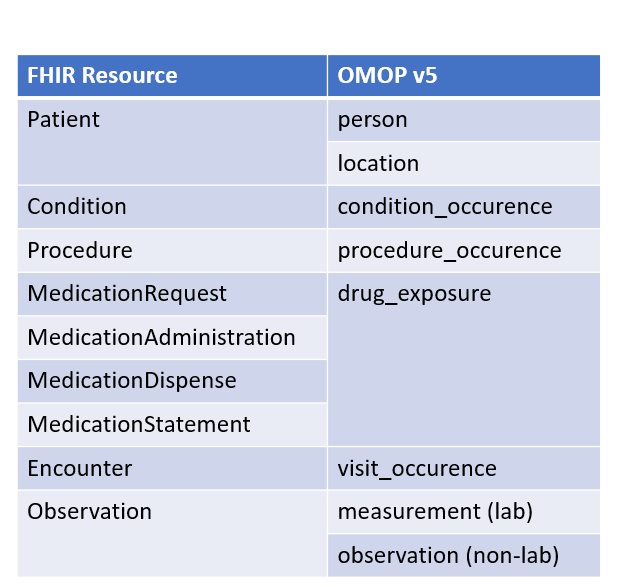 FHIR Resource OMOP v5
Patient person
location
Condition condition_occurence
Procedure procedure_occurence
MedicationRequest drug_exposure
MedicationAdministration
MedicationDispense
MedicationStatement
Encounter visit_occurence
Observation measurement (lab)
observation (non-lab)